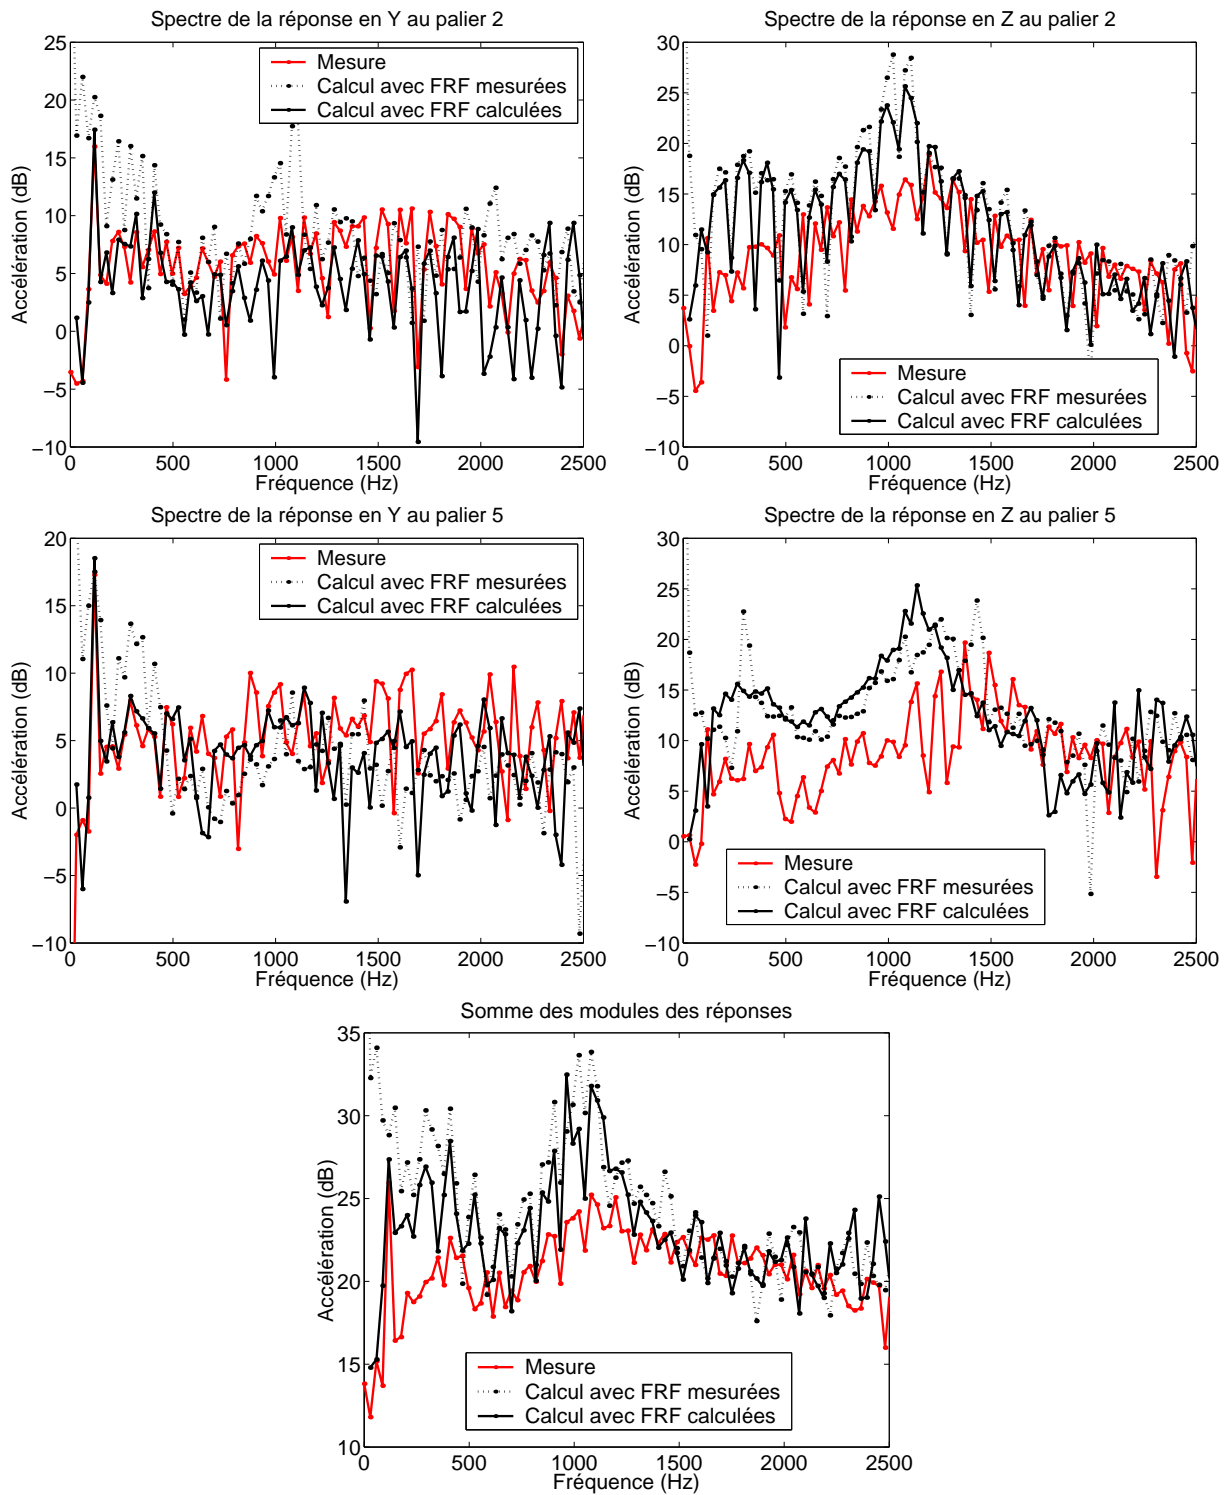 Spectre de la réponse en Y au palier 2
Accélération (dB)
25
20
15
10
5
0
−5
−10
0
500
1000
1500
2000
2500
Fréquence (Hz)
Mesure
Calcul avec FRF mesurées
Calcul avec FRF calculées
Spectre de la réponse en Z au palier 2
Accélération (dB)
30
25
20
15
10
5
0
−5
−10
0
500
1000
1500
2000
2500
Fréquence (Hz)
Mesure
Calcul avec FRF mesurées
Calcul avec FRF calculées
Spectre de la réponse en Y au palier 5
Accélération (dB)
20
15
10
5
0
−5
−10
0
500
1000
1500
2000
2500
Fréquence (Hz)
Mesure
Calcul avec FRF mesurées
Calcul avec FRF calculées
Spectre de la réponse en Z au palier 5
Accélération (dB)
30
25
20
15
10
5
0
−5
−10
0
500
1000
1500
2000
2500
Fréquence (Hz)
Mesure
Calcul avec FRF mesurées
Calcul avec FRF calculées
Somme des modules des réponses
Accélération (dB)
35
30
25
20
15
10
0
500
1000
1500
2000
2500
Fréquence (Hz)
Mesure
Calcul avec FRF mesurées
Calcul avec FRF calculées